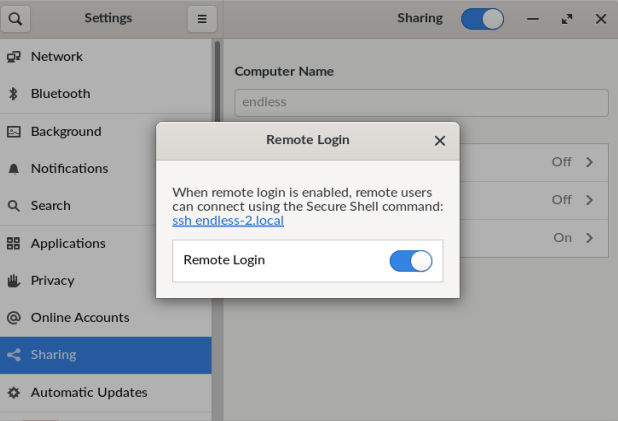 Settings
Sharing
Network
Bluetooth
Background
Notifications
Search
Applications
Privacy
Online Accounts
Sharing
Automatic Updates
Computer Name
endless
Off
Off
On
Remote Login
When remote login is enabled, remote users
can connect using the Secure Shell command:
ssh endless-2.local
Remote Login